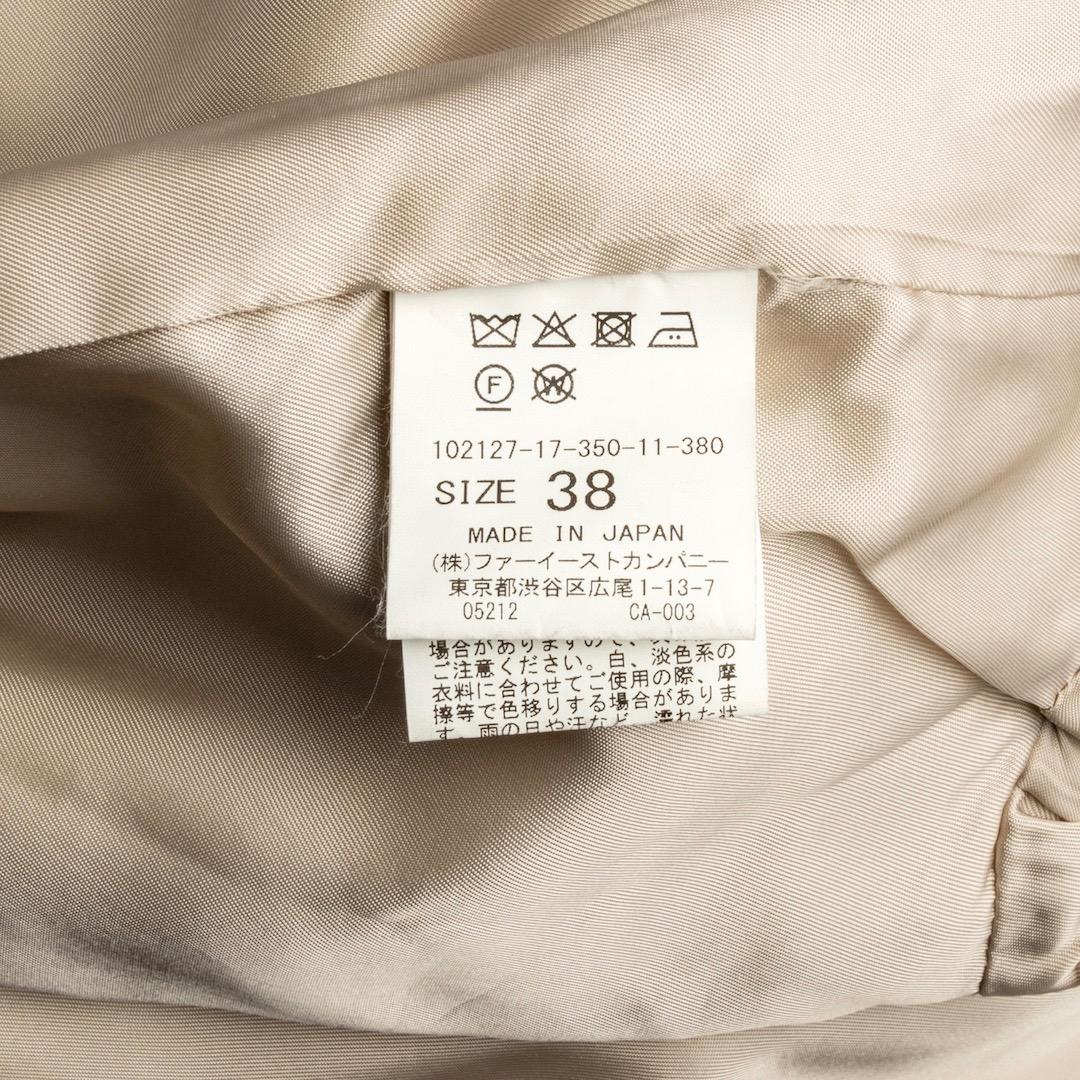 F
W
102127-17-350-11-380
SIZE 38
MADE IN JAPAN
(株)ファーイーストカンパニー
東京都渋谷区広尾1-13-7
05212 CA-003
場合がありますので、
ご注意ください。白、淡色系の
衣料に合わせてご使用の際、摩
擦等で色移りする場合がありま
す。雨の日や汗など、濡れた状